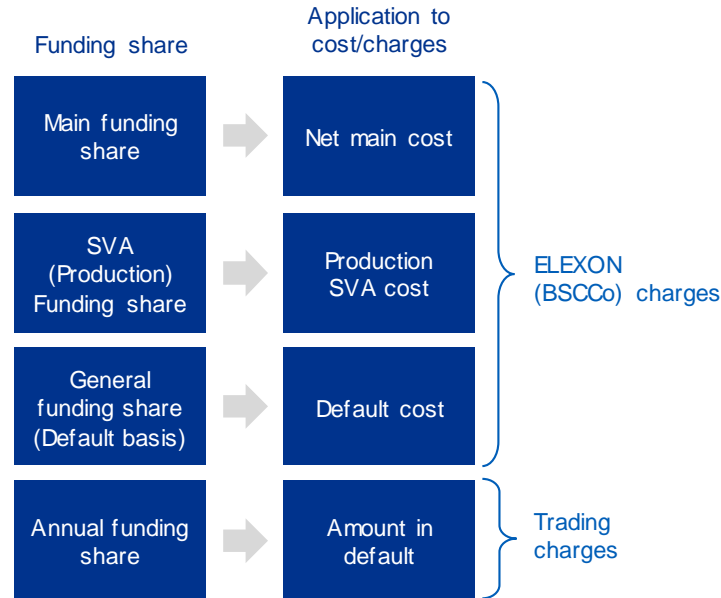 Funding share
Application to
cost/charges
Main funding
share
Net main cost
SVA
(Production)
Funding share
Production
SVA cost
ELEXON
(BSCCo) charges
General
funding share
(Default basis)
Default cost
Annual funding
share
Amount in
default
Trading
charges